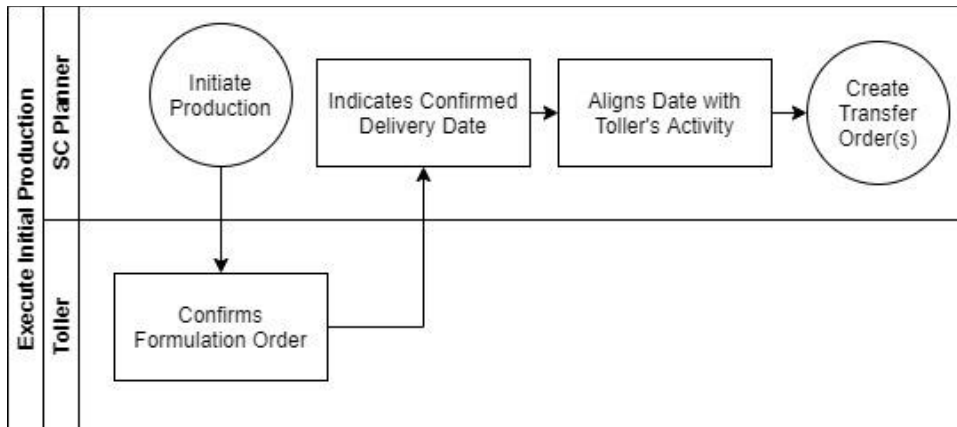 Execute Initial Production
SC Planner
Initiate
Production
Indicates Confirmed
Delivery Date
Aligns Date with
Toller's Activity
Create
Transfer
Order(s)
Toller
Confirms
Formulation Order